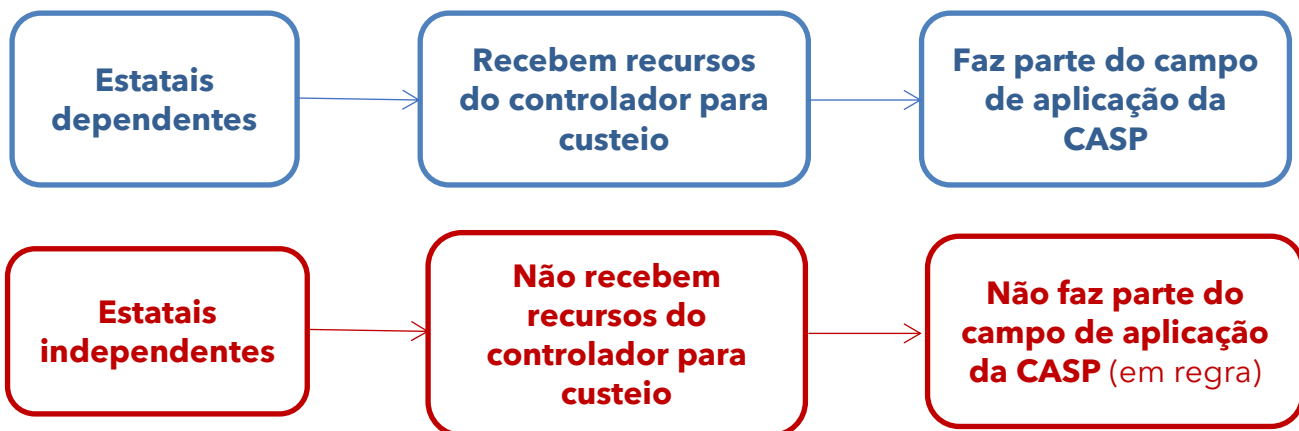 Estatais
dependentes
Recebem recursos
do controlador para
custeio
Faz parte do campo
de aplicação da
CASP
Estatais
independentes
Não recebem
recursos do
controlador para
custeio
Não faz parte do
campo de aplicação
da CASP (em regra)